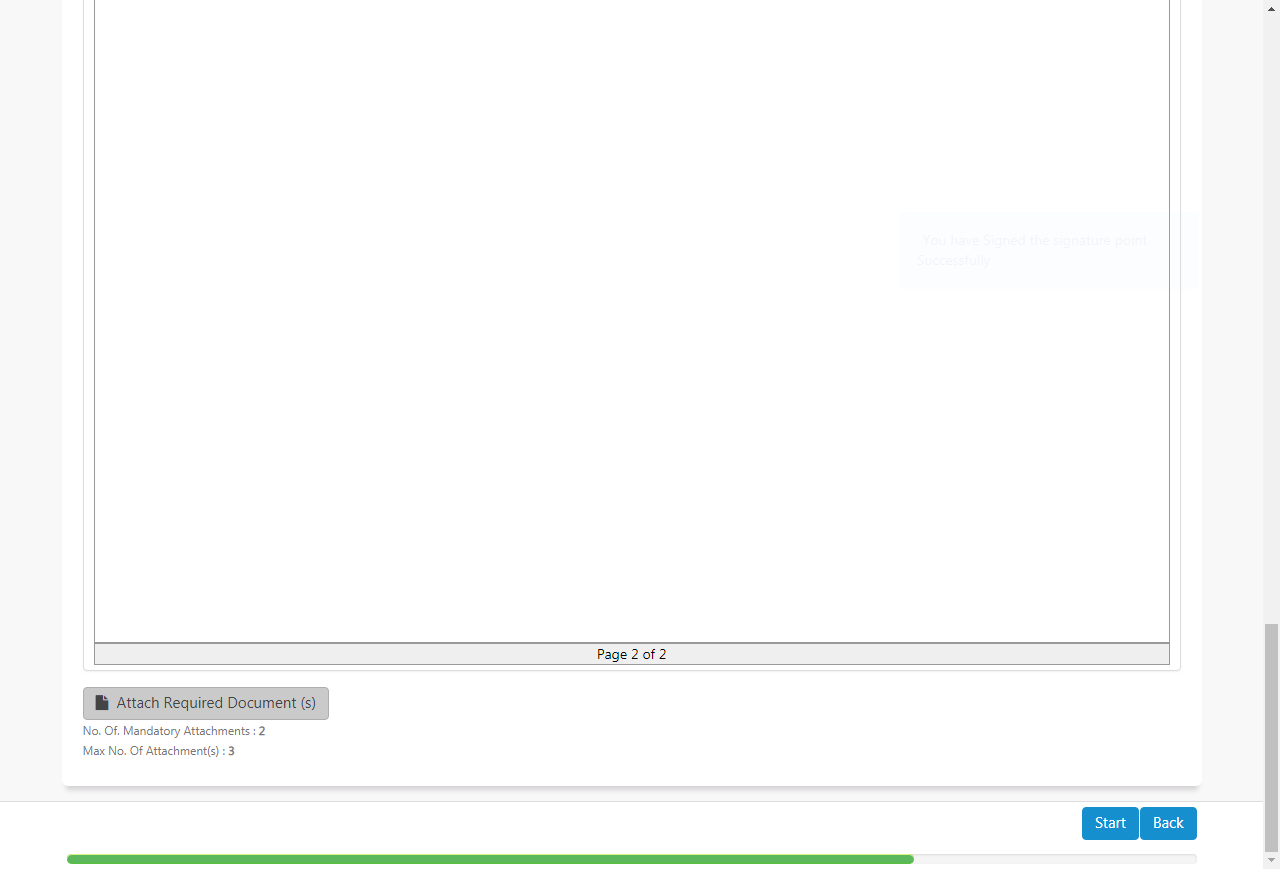 You have Signed the signature point
Successfully
Page 2 of 2
Attach Required Document (s)
No. Of. Mandatory Attachments : 2
Max No. Of Attachment(s) : 3
Start
Back